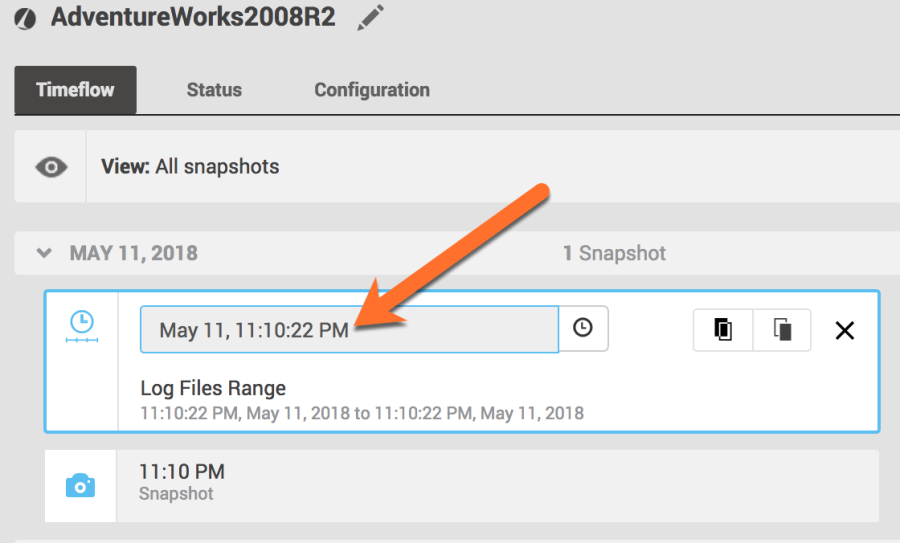 AdventureWorks2008R2
Timeflow Status Configuration
View: All snapshots
MAY 11, 2018 1 Snapshot
May 11, 11:10:22 PM
Log Files Range
11:10:22 PM, May 11, 2018 to 11:10:22 PM, May 11, 2018
11:10 PM
Snapshot